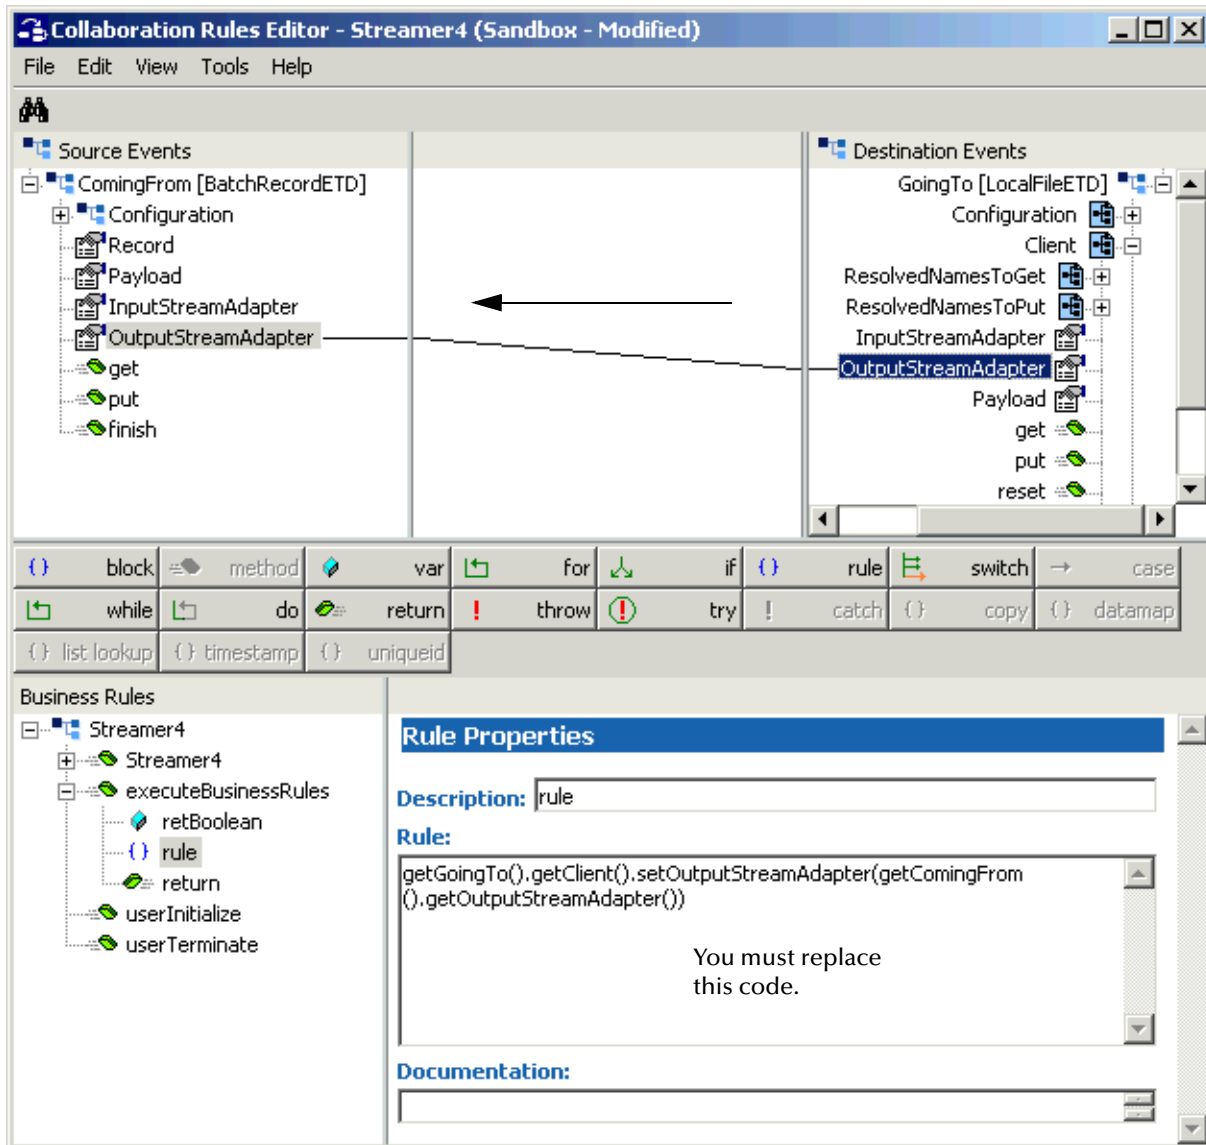 Collaboration Rules Editor - Streamer4 (Sandbox - Modified)
File Edit View Tools Help
Source Events
ComingFrom [BatchRecordETD]
Configuration
Record
Payload
InputStreamAdapter
OutputStreamAdapter
get
put
finish
Destination Events
GoingTo [LocalFileETD]
Configuration
Client
ResolvedNamesToGet
ResolvedNamesToPut
InputStreamAdapter
OutputStreamAdapter
Payload
get
put
reset
{} block method var for if {} rule switch case
while do return throw try catch {} copy {} datamap
{} list lookup {} timestamp {} uniqueid
Business Rules
Streamer4
Streamer4
executeBusinessRules
retBoolean
{} rule
return
userInitialize
userTerminate
Rule Properties
Description: rule
Rule:
getGoingTo().getClient().setOutputStreamAdapter(getComingFrom
().getOutputStreamAdapter())
You must replace
this code.
Documentation: